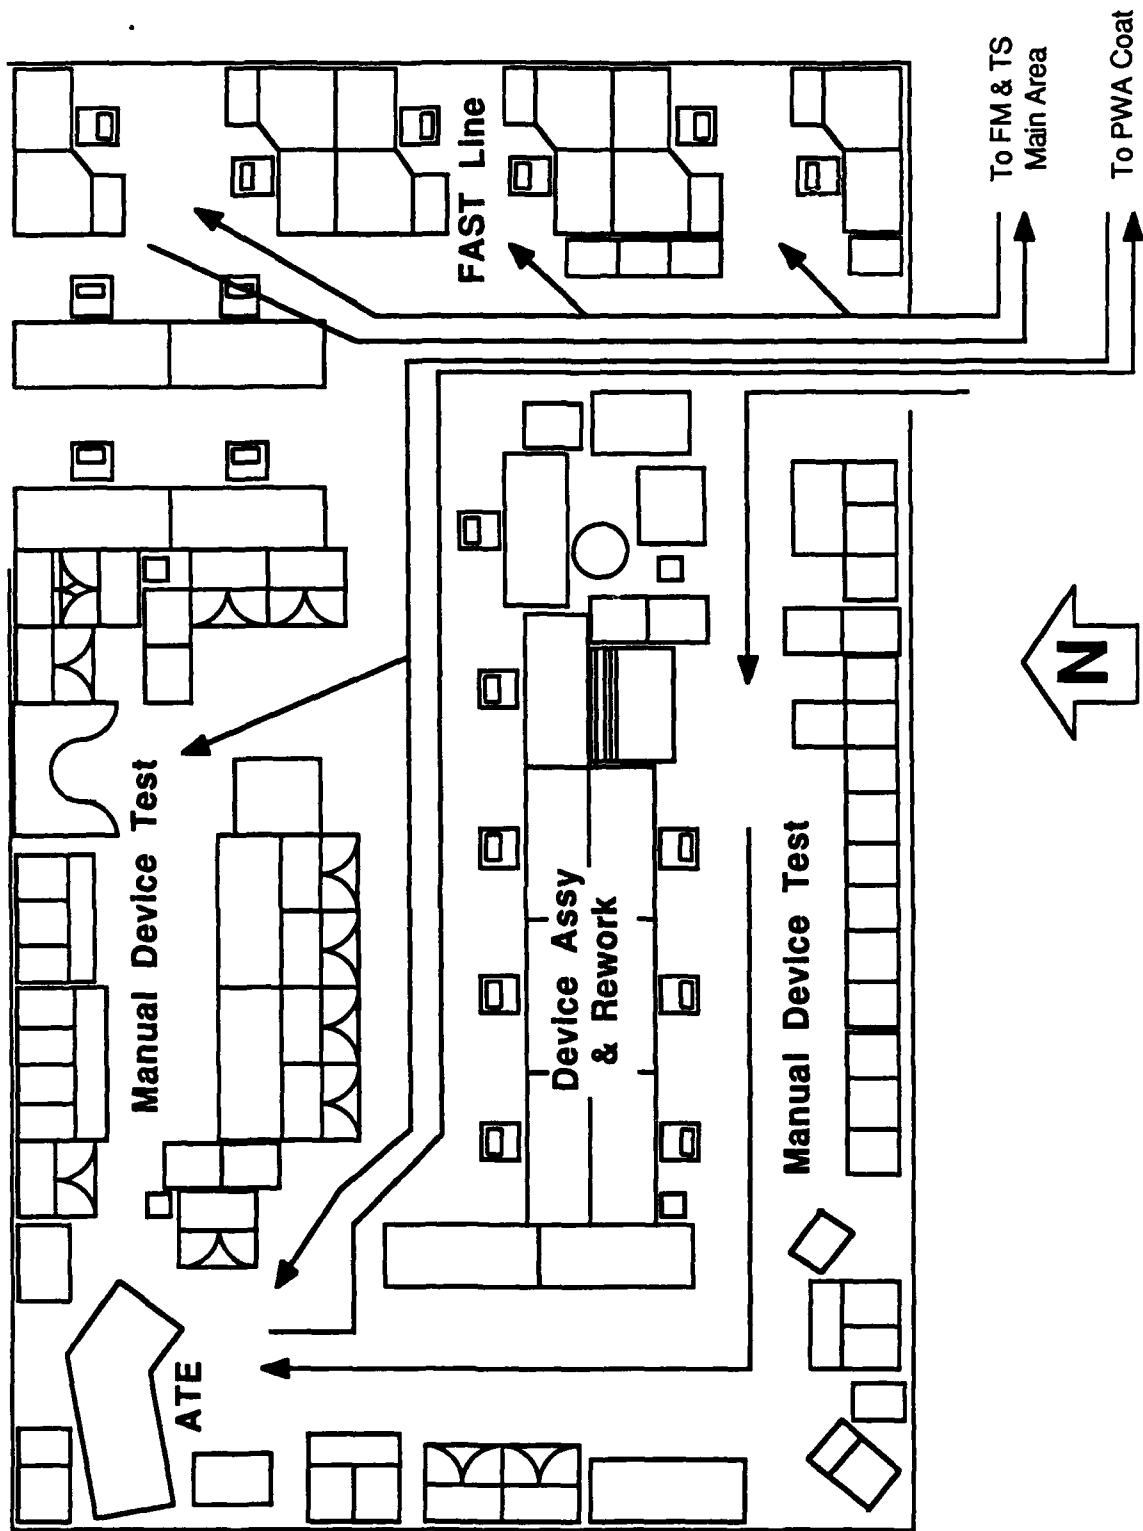 Manual Device Test
ATE
FAST Line
Device Assy
& Rework
Manual Device Test
To FM & TS
Main Area
N
To PWA Coat